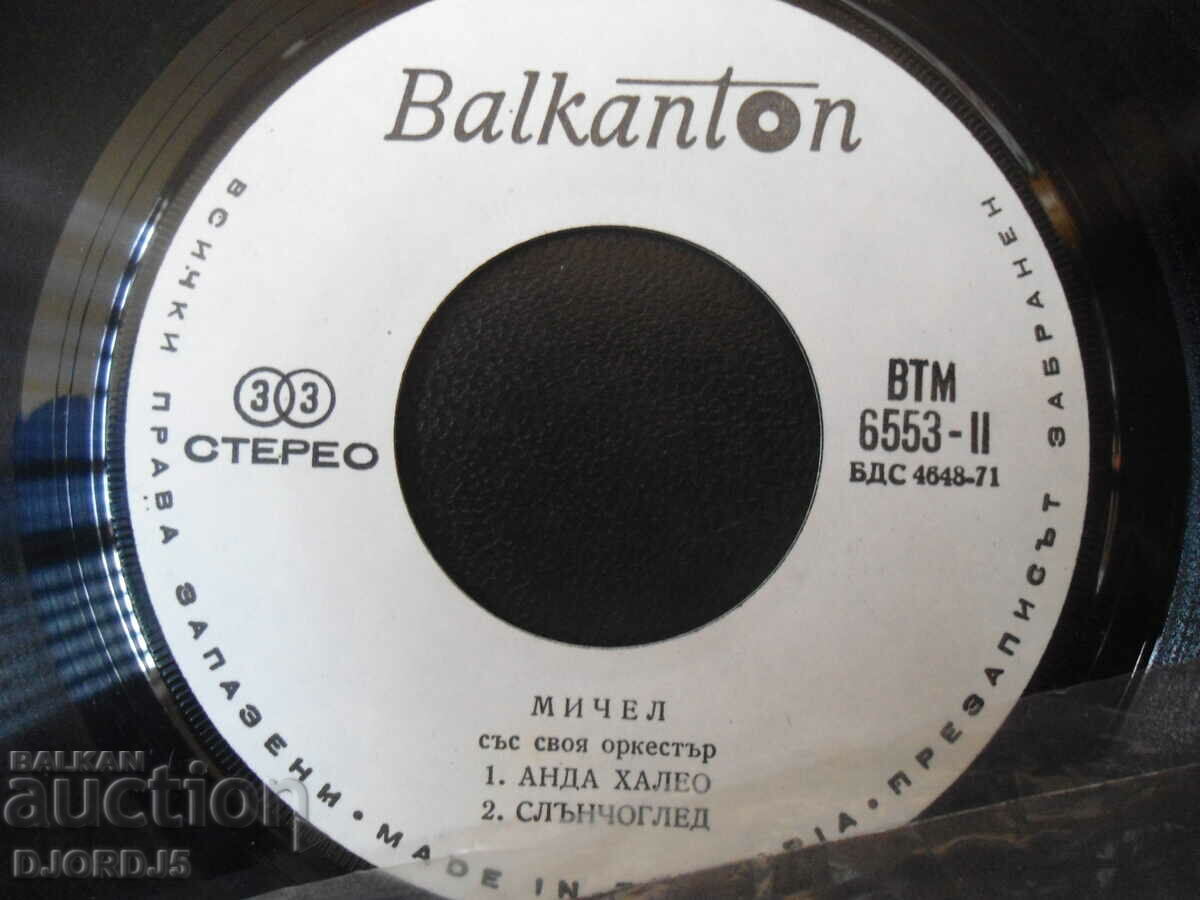 Balkanton
33
СТЕРЕО
ВТМ
6553-II
БДС 4648-71
МИЧЕЛ
със своя оркестър
1. АНДА ХАЛЕО
2. СЛЪНЧОГЛЕД
ВСИЧКИ ПРАВА ЗАПАЗЕНИ • MADE IN • ПРЕЗАПИСЪТ ЗАБРАНЕН
BALKAN
auction
DJORDJ5